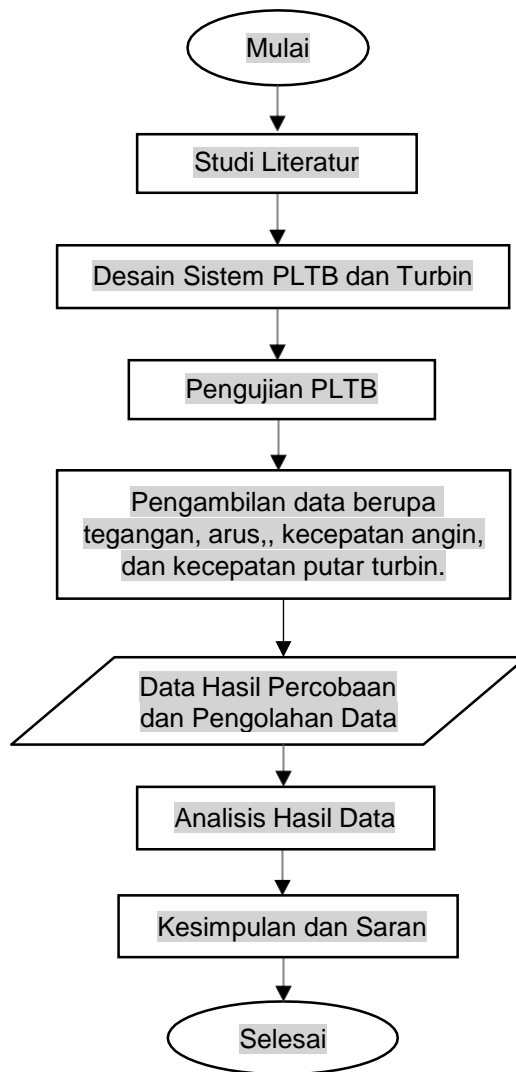 Mulai
Studi Literatur
Desain Sistem PLTB dan Turbin
Pengujian PLTB
Pengambilan data berupa
tegangan, arus,, kecepatan angin,
dan kecepatan putar turbin.
Data Hasil Percobaan
dan Pengolahan Data
Analisis Hasil Data
Kesimpulan dan Saran
Selesai